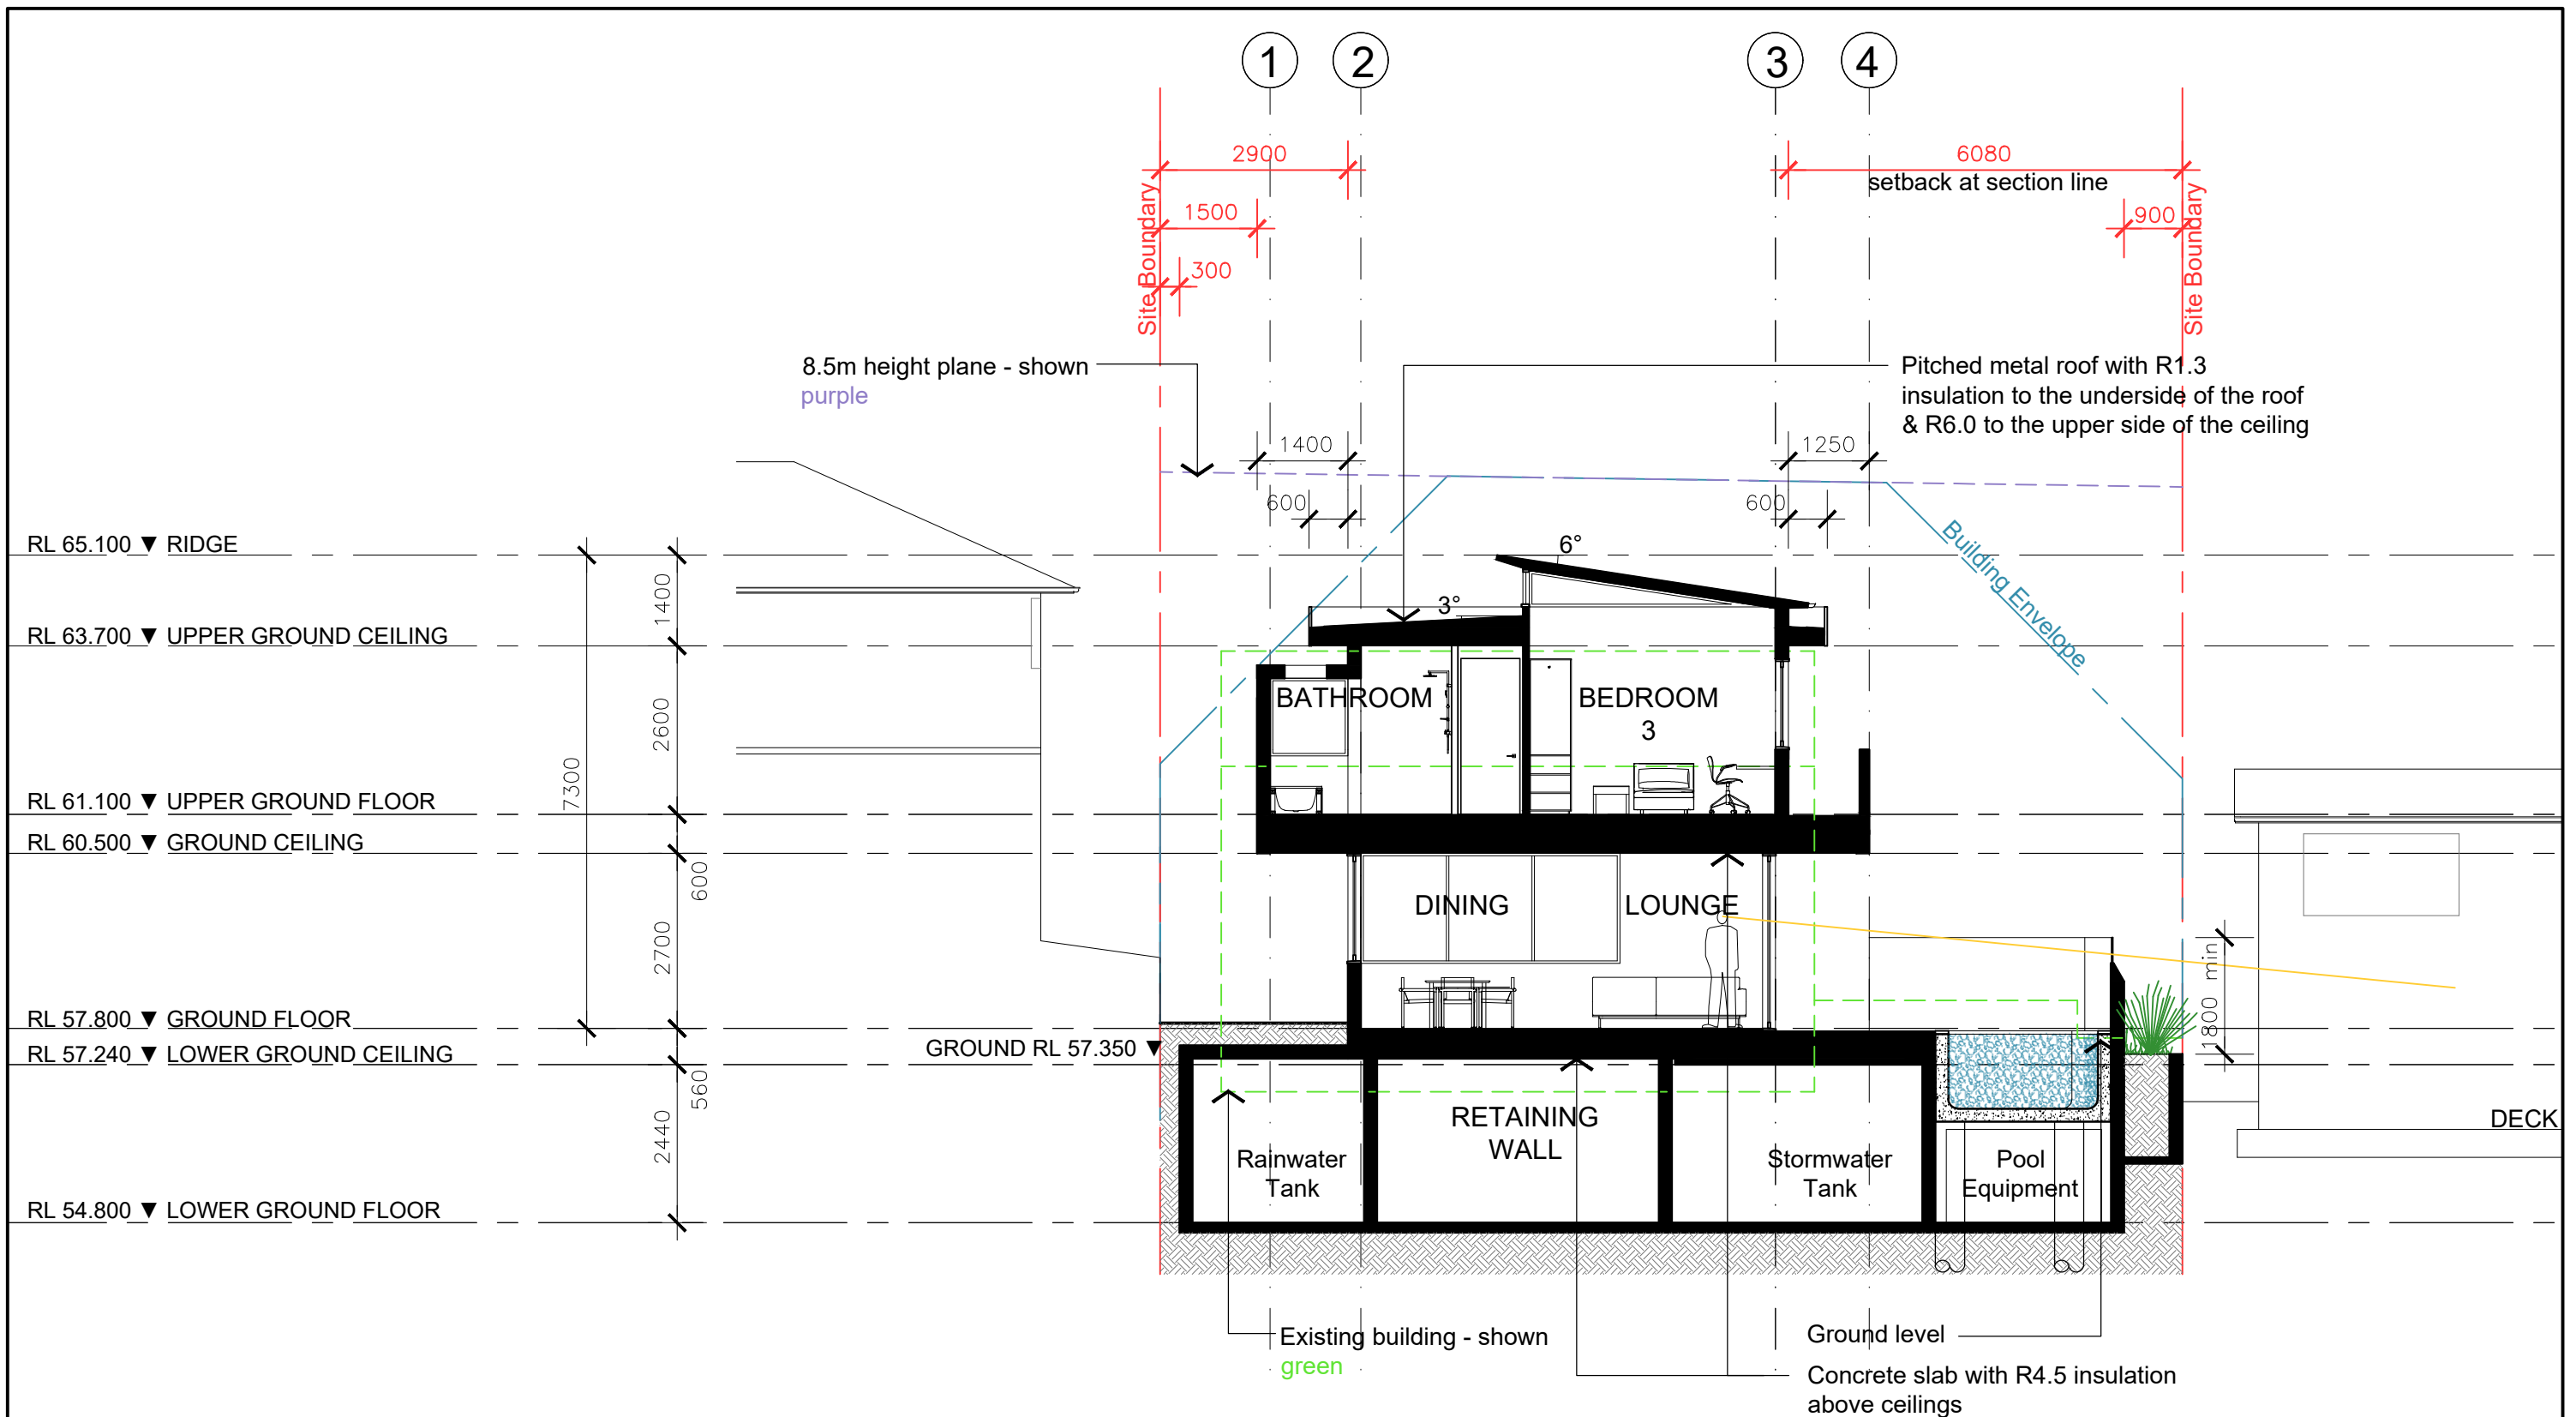 1
2
3
4
2900
6080
setback at section line
1500
900
300
Site Boundary
Site Boundary
8.5m height plane - shown
purple
Pitched metal roof with R1.3
insulation to the underside of the roof
& R6.0 to the upper side of the ceiling
1400
1250
600
600
Building Envelope
RL 65.100 ▼ RIDGE
6°
3°
1400
RL 63.700 ▼ UPPER GROUND CEILING
BATHROOM
BEDROOM
3
2600
7300
RL 61.100 ▼ UPPER GROUND FLOOR
RL 60.500 ▼ GROUND CEILING
600
DINING
LOUNGE
2700
1800 min
RL 57.800 ▼ GROUND FLOOR
RL 57.240 ▼ LOWER GROUND CEILING
GROUND RL 57.350 ▼
560
2440
RETAINING
WALL
DECK
Rainwater
Tank
Stormwater
Tank
Pool
Equipment
RL 54.800 ▼ LOWER GROUND FLOOR
Existing building - shown
green
Ground level
Concrete slab with R4.5 insulation
above ceilings